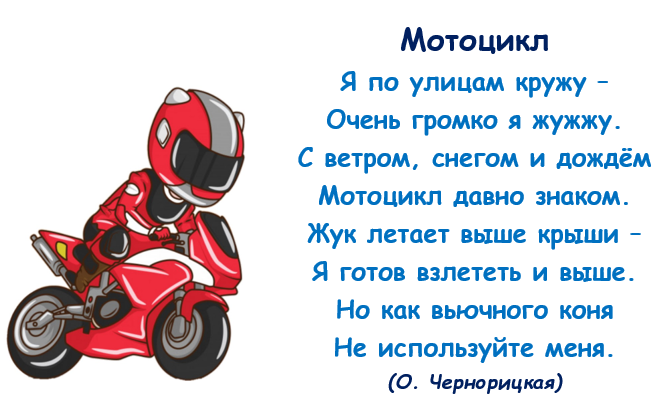 Мотоцикл
Я по улицам кружу –
Очень громко я жужжу.
С ветром, снегом и дождём
Мотоцикл давно знаком.
Жук летает выше крыши –
Я готов взлететь и выше.
Но как вьючного коня
Не используйте меня.
(О. Чернорицкая)